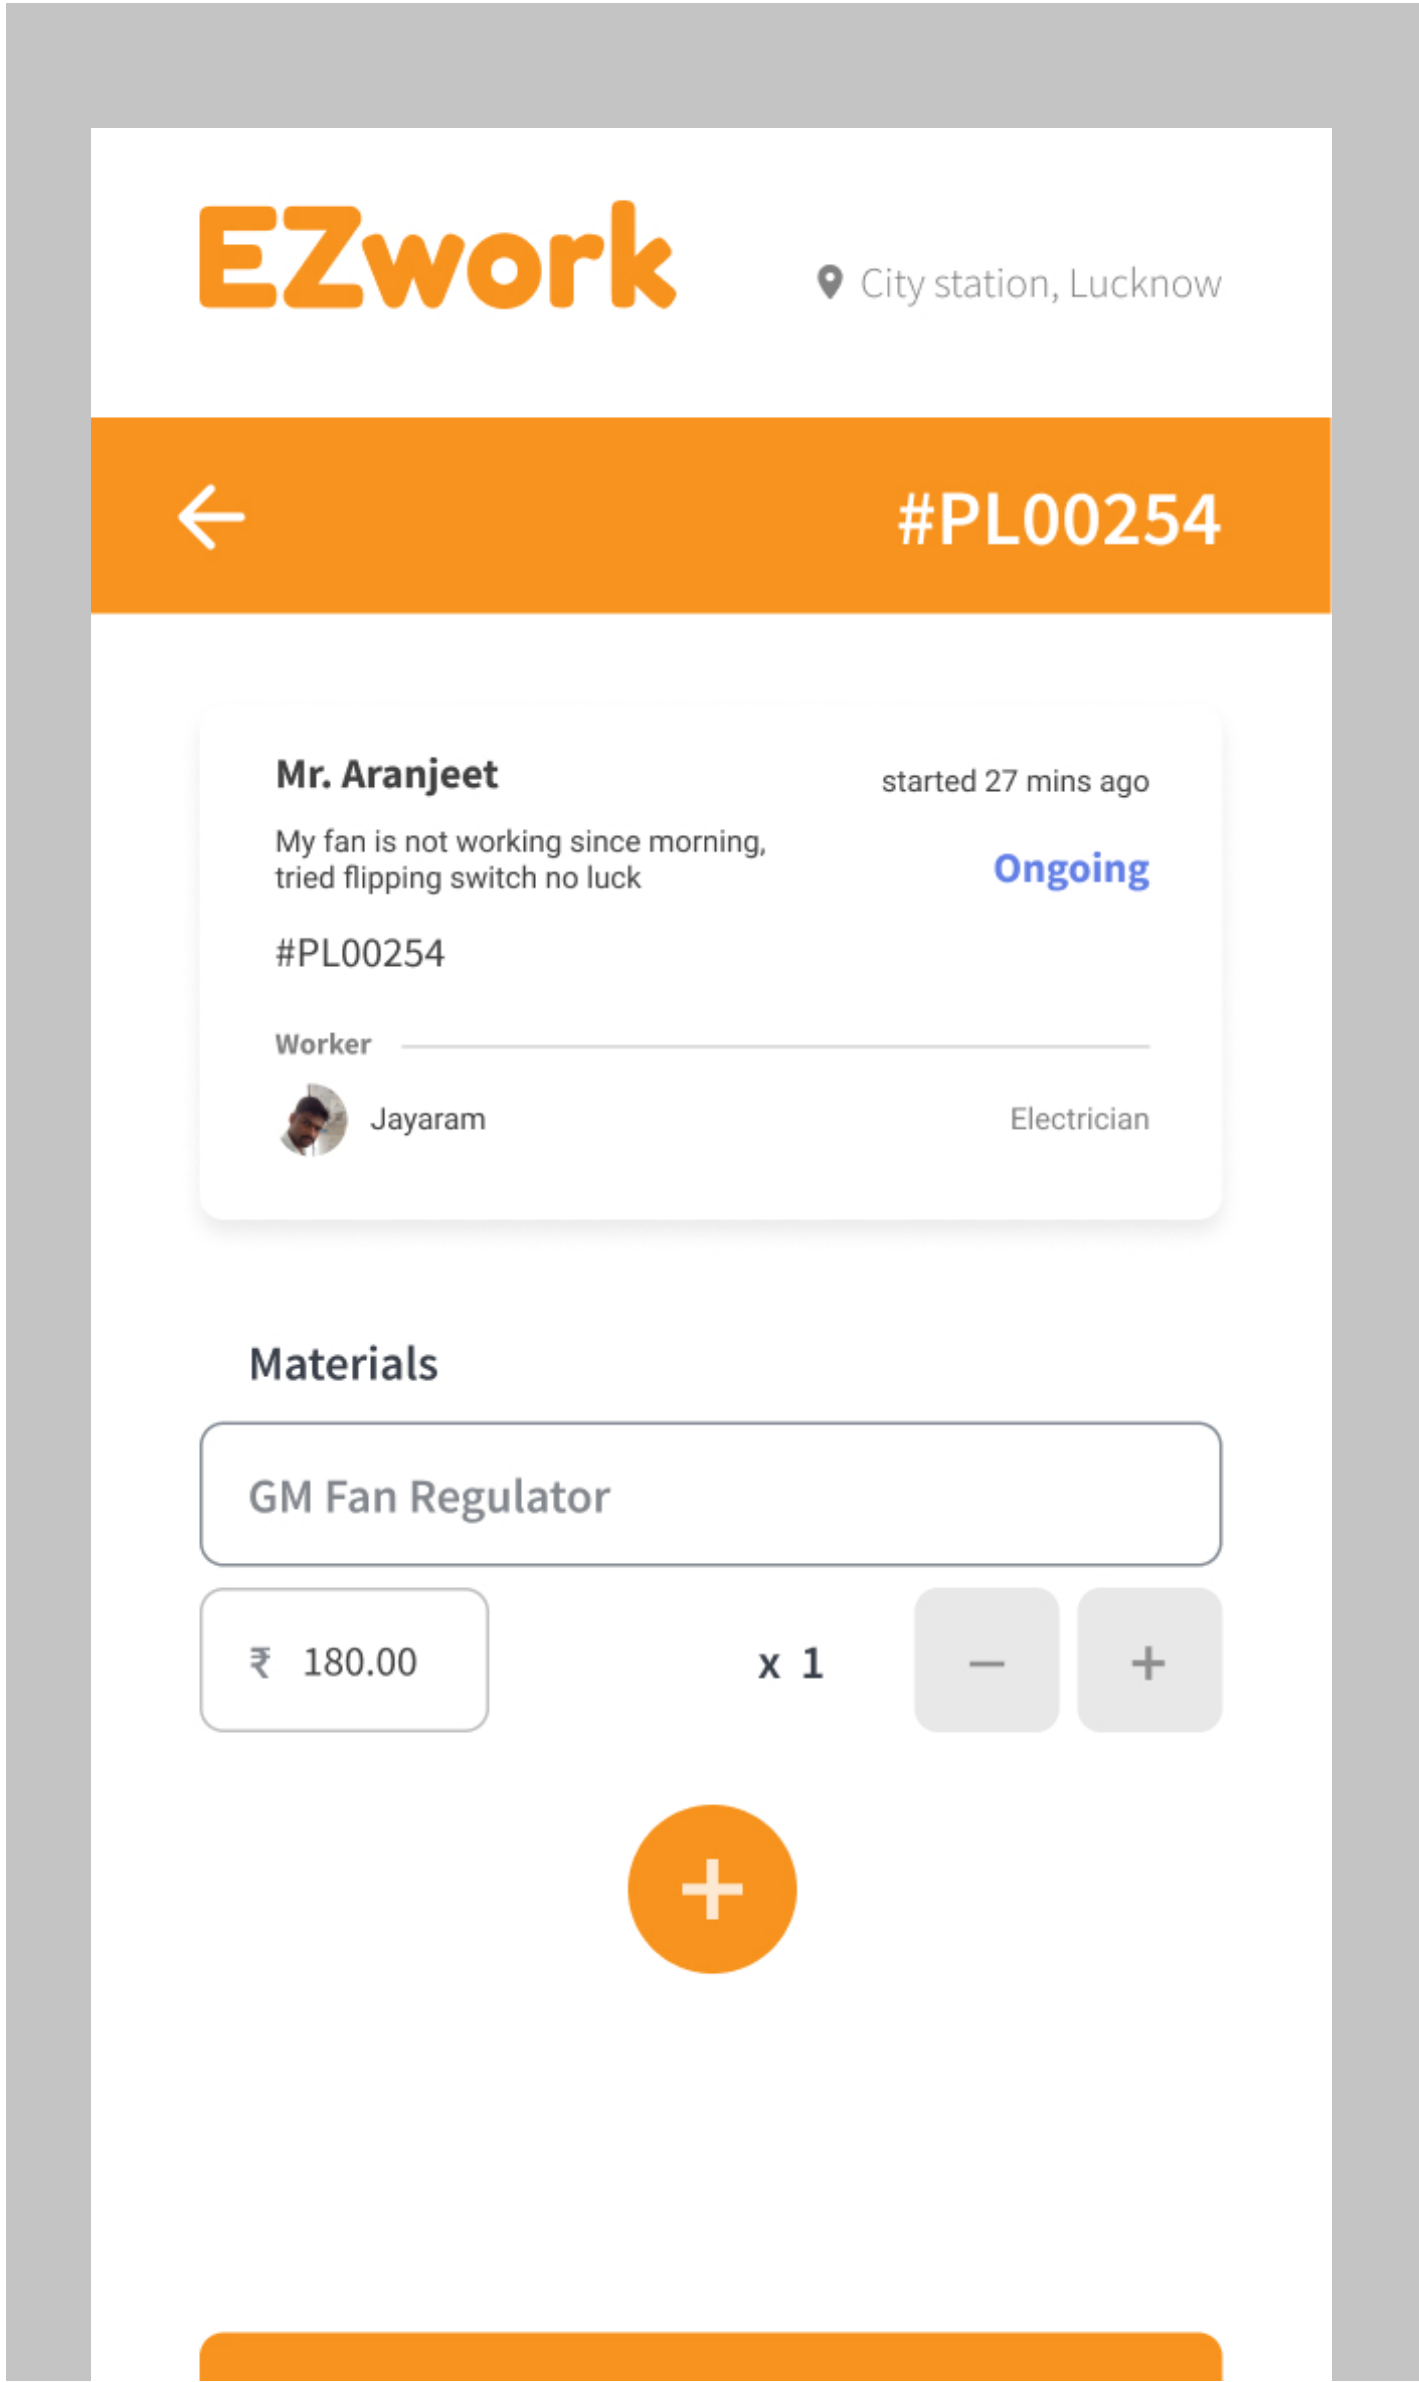 EZwork
City station, Lucknow
#PL00254
Mr. Aranjeet
started 27 mins ago
My fan is not working since morning,
tried flipping switch no luck
Ongoing
#PL00254
Worker
Jayaram
Electrician
Materials
GM Fan Regulator
₹ 180.00
x 1